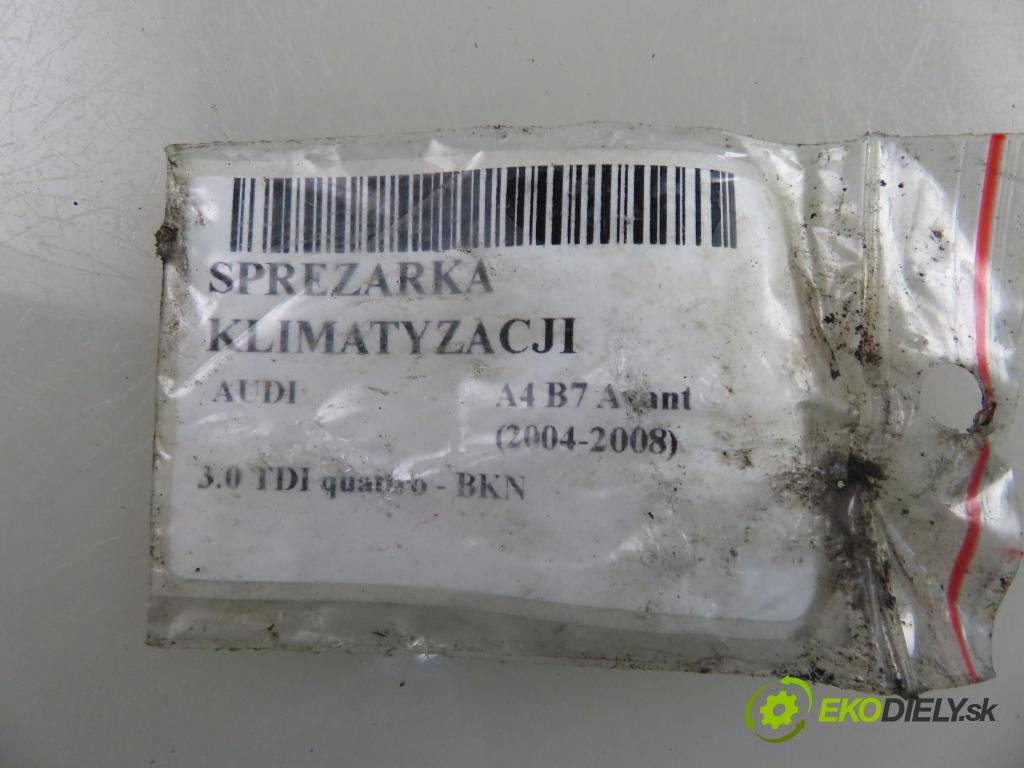 SPREZARKA
KLIMATYZACJI
AUDI A4 B7 Avant
(2004-2008)
3.0 TDI quattro - BKN
EKODIELY.sk